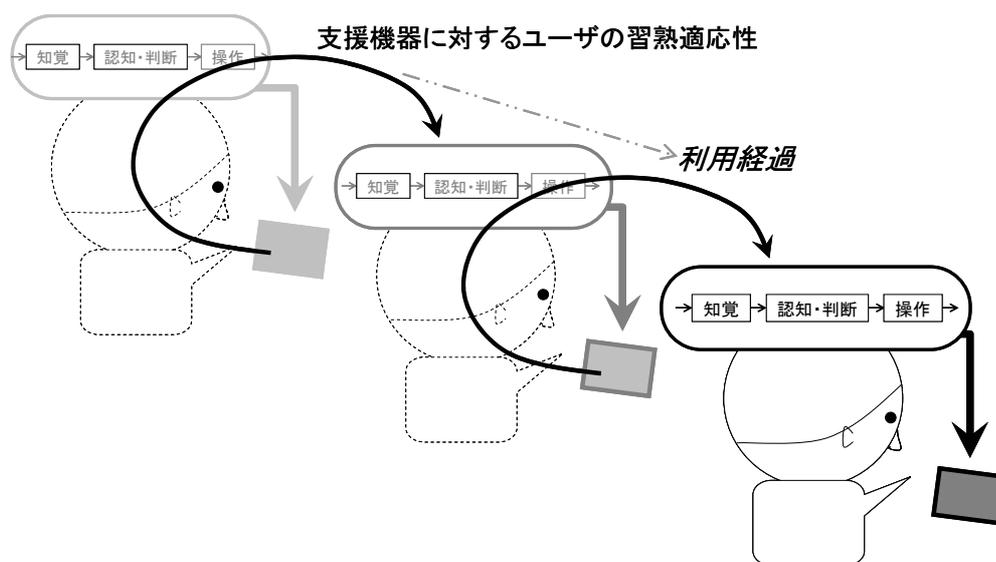 支援機器に対するユーザの習熟適応性
知覚
認知・判断
操作
利用経過
知覚
認知・判断
操作
知覚
認知・判断
操作